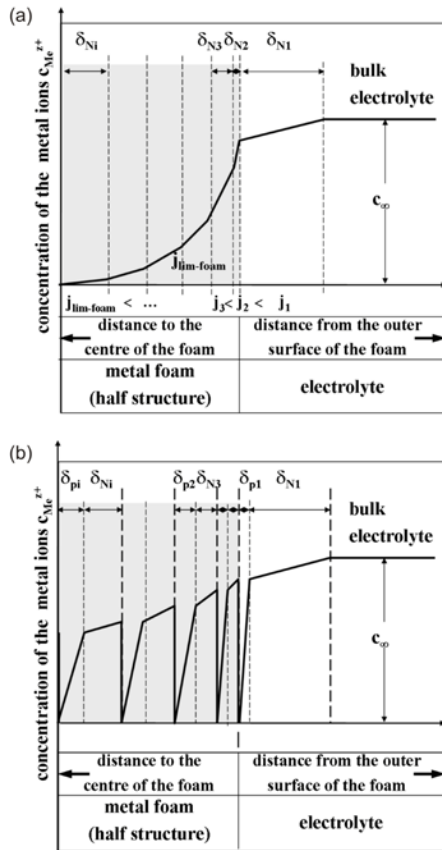 (a)
δNi
δN3 δN2
δN1
bulk
electrolyte
c∞
concentration of the metal ions cMe z+
jlim-foam
jlim-foam < ... j3< j2 < j1
distance to the
centre of the foam
distance from the outer
surface of the foam
metal foam
(half structure)
electrolyte
(b)
δpi δNi
δp2 δN3
δp1
δN1
bulk
electrolyte
c∞
concentration of the metal ions cMe z+
distance to the
centre of the foam
distance from the outer
surface of the foam
metal foam
(half structure)
electrolyte